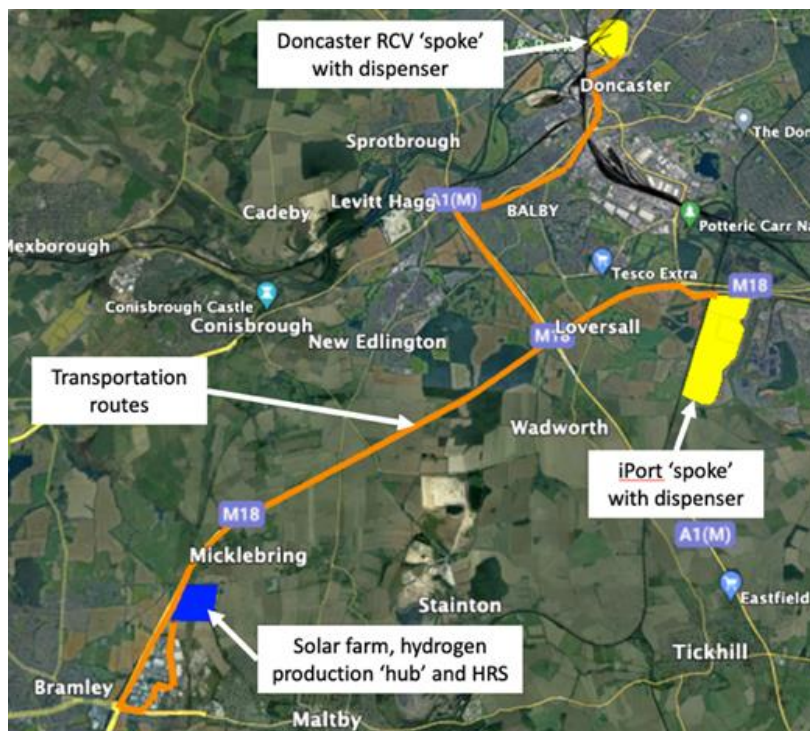 Doncaster RCV ‘spoke’
with dispenser
Doncaster
Sprotbrough
The Don
Levitt Hagg
A1(M)
Cadeby
BALBY
Potteric Carr Na
Mexborough
Tesco Extra
M18
Conisbrough Castle
Conisbrough
New Edlington
M18
Loversall
Transportation
routes
Wadworth
iPort ‘spoke’
with dispenser
M18
A1(M)
Micklebring
Eastfield
Stainton
Solar farm, hydrogen
production ‘hub’ and HRS
Tickhill
Bramley
Maltby